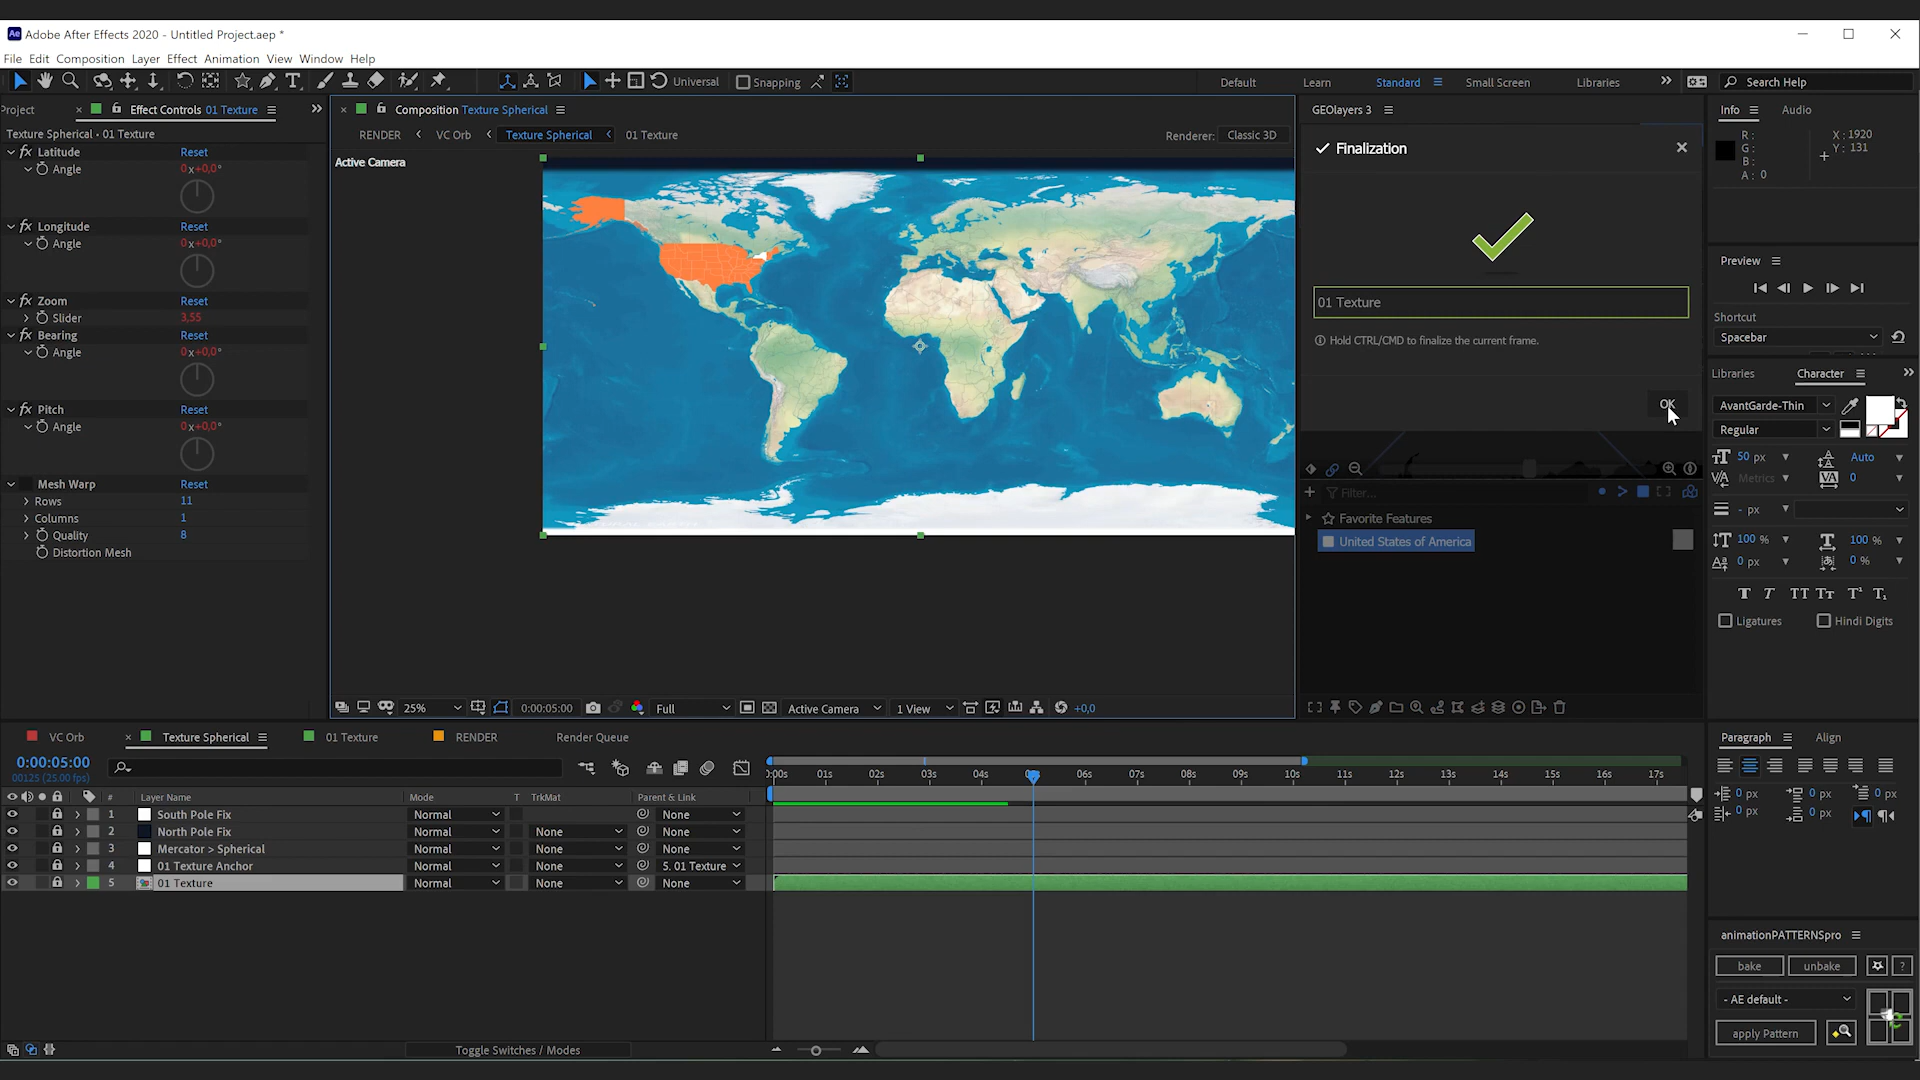 Adobe After Effects 2020 - Untitled Project.aep *
File Edit Composition Layer Effect Animation View Window Help
Universal
Snapping
Default
Learn
Standard
Small Screen
Libraries
Search Help
Project
Effect Controls 01 Texture
Texture Spherical • 01 Texture
fx Latitude Reset
Angle 0x+0,0°
fx Longitude Reset
Angle 0x+0,0°
fx Zoom Reset
Slider 3,55
fx Bearing Reset
Angle 0x+0,0°
fx Pitch Reset
Angle 0x+0,0°
Mesh Warp Reset
Rows 11
Columns 1
Quality 8
Distortion Mesh
Composition Texture Spherical
RENDER VC Orb Texture Spherical 01 Texture
Renderer: Classic 3D
Active Camera
25%
0:00:05:00
Full
Active Camera
1 View
+0,0
GEOlayers 3
Finalization
01 Texture
Hold CTRL/CMD to finalize the current frame.
OK
Filter...
Favorite Features
United States of America
Info
Audio
R:
G:
B:
A: 0
X: 1920
Y: 131
Preview
Shortcut
Spacebar
Libraries
Character
AvantGarde-Thin
Regular
50 px
Auto
Metrics
0
- px
100 %
100 %
0 px
0 %
Ligatures
Hindi Digits
VC Orb
Texture Spherical
01 Texture
RENDER
Render Queue
0:00:05:00
00125 (25.00 fps)
# Layer Name Mode T TrkMat Parent & Link
1 South Pole Fix Normal None
2 North Pole Fix Normal None None
3 Mercator > Spherical Normal None None
4 01 Texture Anchor Normal None 5. 01 Texture
5 01 Texture Normal None None
01s 02s 03s 04s 06s 07s 08s 09s 10s 11s 12s 13s 14s 15s 16s 17s
Toggle Switches / Modes
Paragraph
Align
0 px 0 px 0 px
0 px 0 px
animationPATTERNSpro
bake
unbake
?
- AE default -
apply Pattern